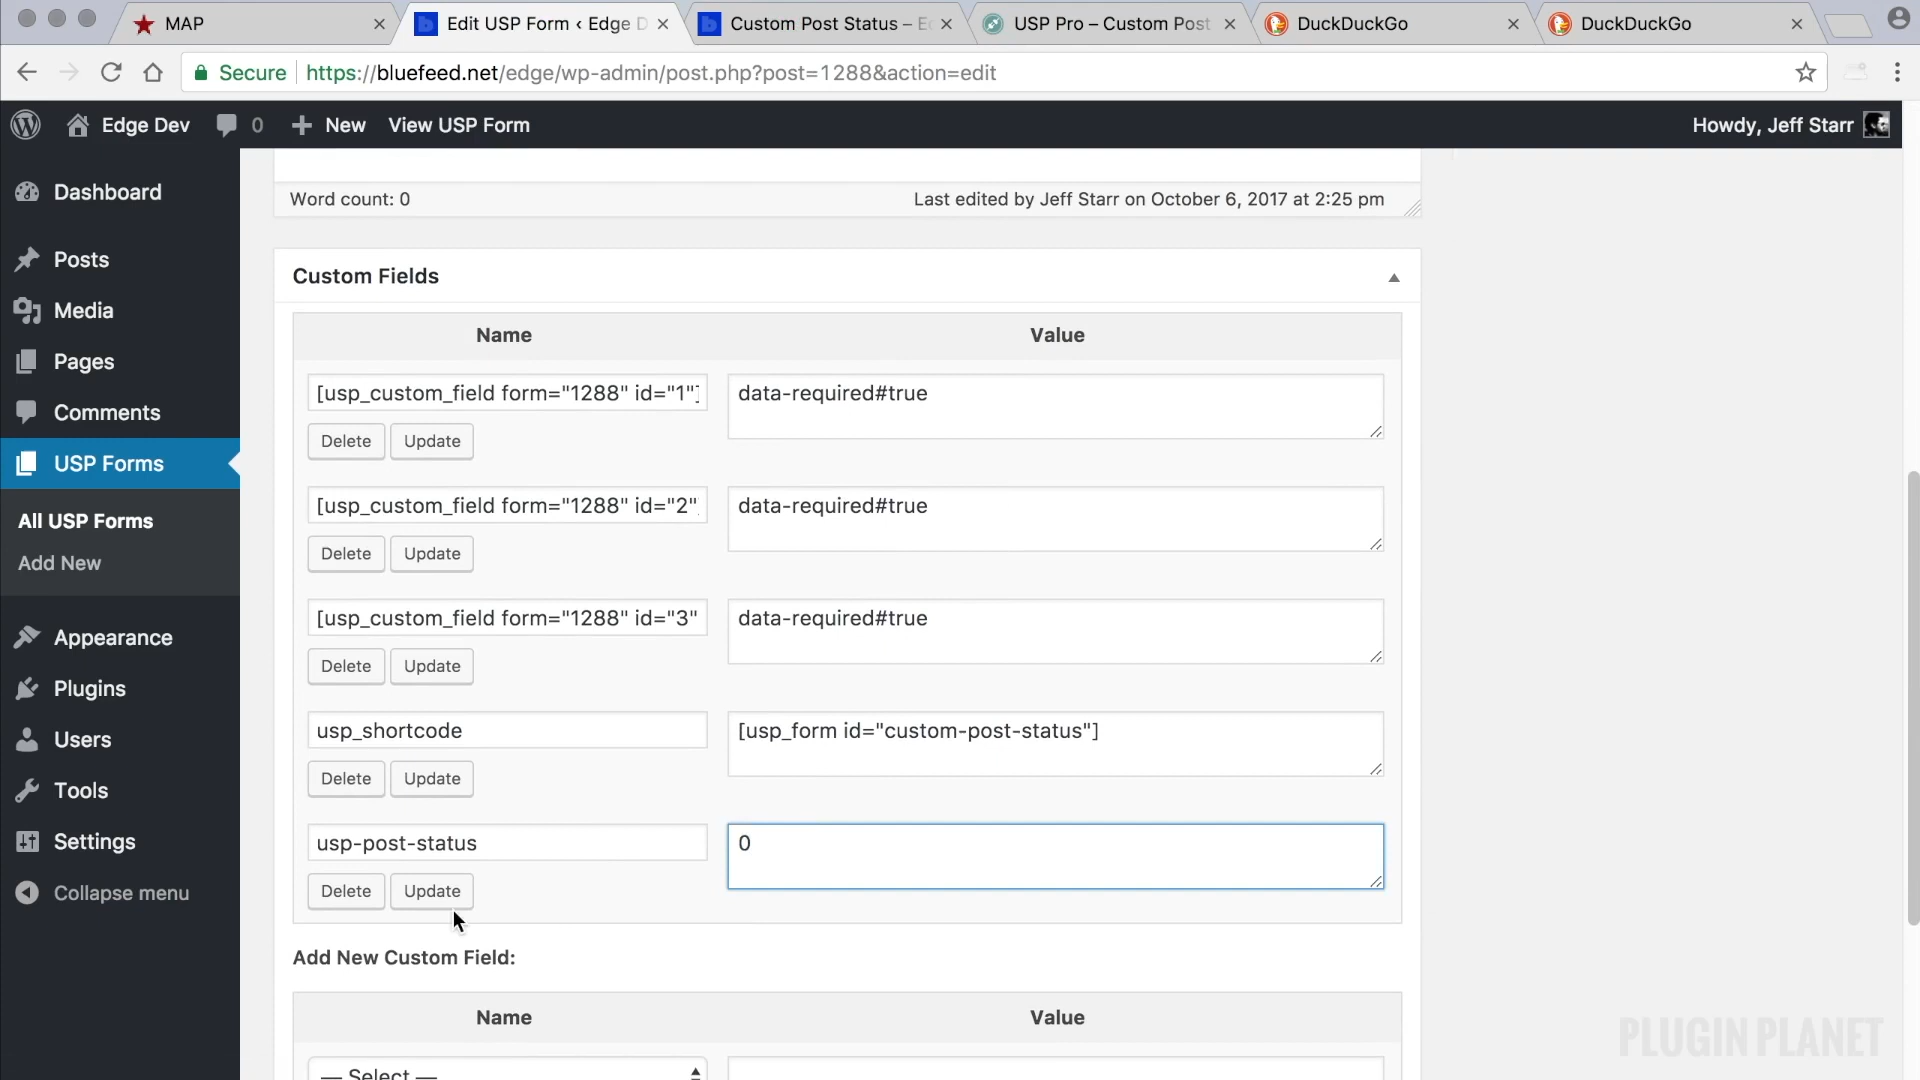 MAP
Edit USP Form ‹ Edge D
Custom Post Status – E
USP Pro – Custom Post
DuckDuckGo
DuckDuckGo
Secure
https://bluefeed.net/edge/wp-admin/post.php?post=1288&action=edit
Edge Dev
0
New
View USP Form
Howdy, Jeff Starr
Dashboard
Posts
Media
Pages
Comments
USP Forms
All USP Forms
Add New
Appearance
Plugins
Users
Tools
Settings
Collapse menu
Word count: 0
Last edited by Jeff Starr on October 6, 2017 at 2:25 pm
Custom Fields
Name
Value
[usp_custom_field form="1288" id="1"]
data-required#true
Delete
Update
[usp_custom_field form="1288" id="2"
data-required#true
Delete
Update
[usp_custom_field form="1288" id="3"
data-required#true
Delete
Update
usp_shortcode
[usp_form id="custom-post-status"]
Delete
Update
usp-post-status
0
Delete
Update
Add New Custom Field:
Name
Value
— Select —
PLUGIN PLANET